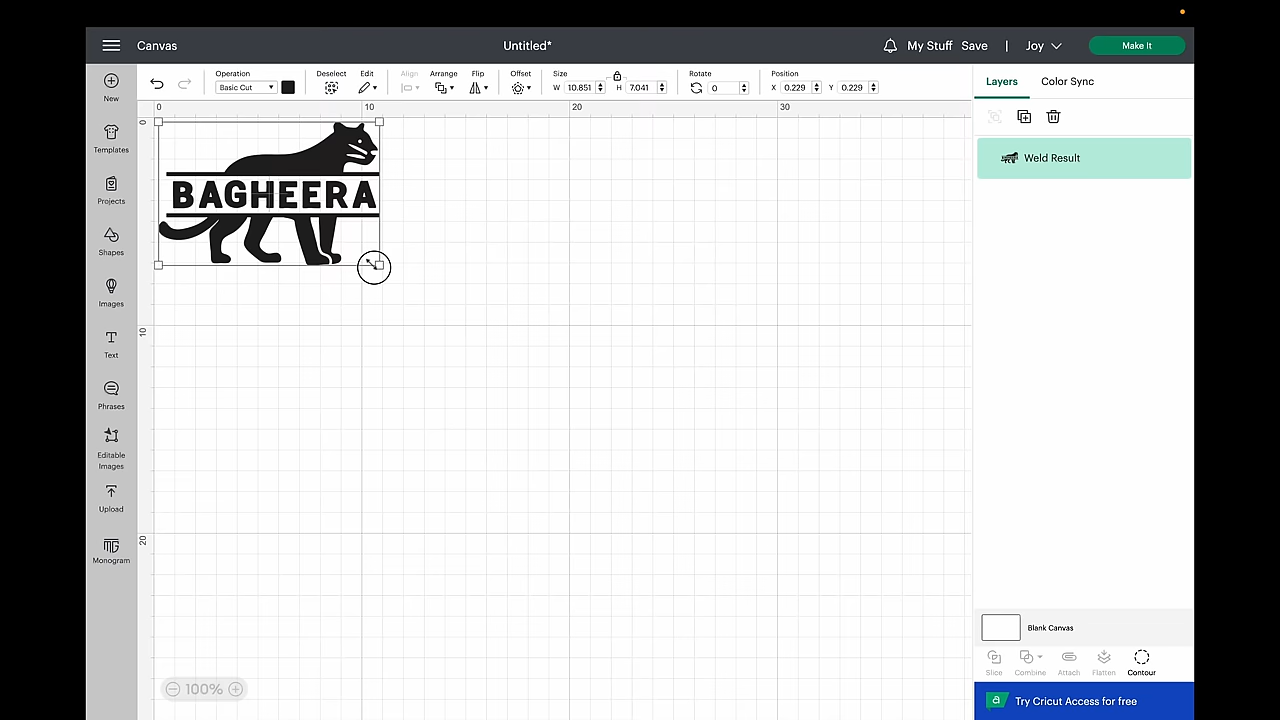 Canvas
Untitled*
My Stuff
Save
|
Joy
Make It
New
Templates
Projects
Shapes
Images
Text
Phrases
Editable
Images
Upload
Monogram
Operation
Basic Cut
Deselect
Edit
Align
Arrange
Flip
Offset
Size
W 10.851
H 7.041
Rotate
0
Position
X 0.229
Y 0.229
0
10
20
30
0
10
20
BAGHEERA
100%
Layers
Color Sync
Weld Result
Blank Canvas
Slice
Combine
Attach
Flatten
Contour
a
Try Cricut Access for free